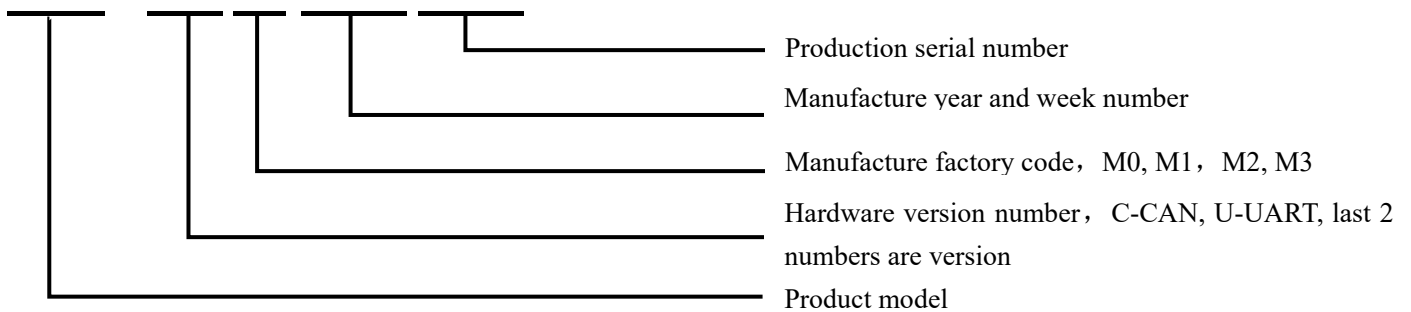 Production serial number
Manufacture year and week number
Manufacture factory code，M0, M1，M2, M3
Hardware version number，C-CAN, U-UART, last 2
numbers are version
Product model